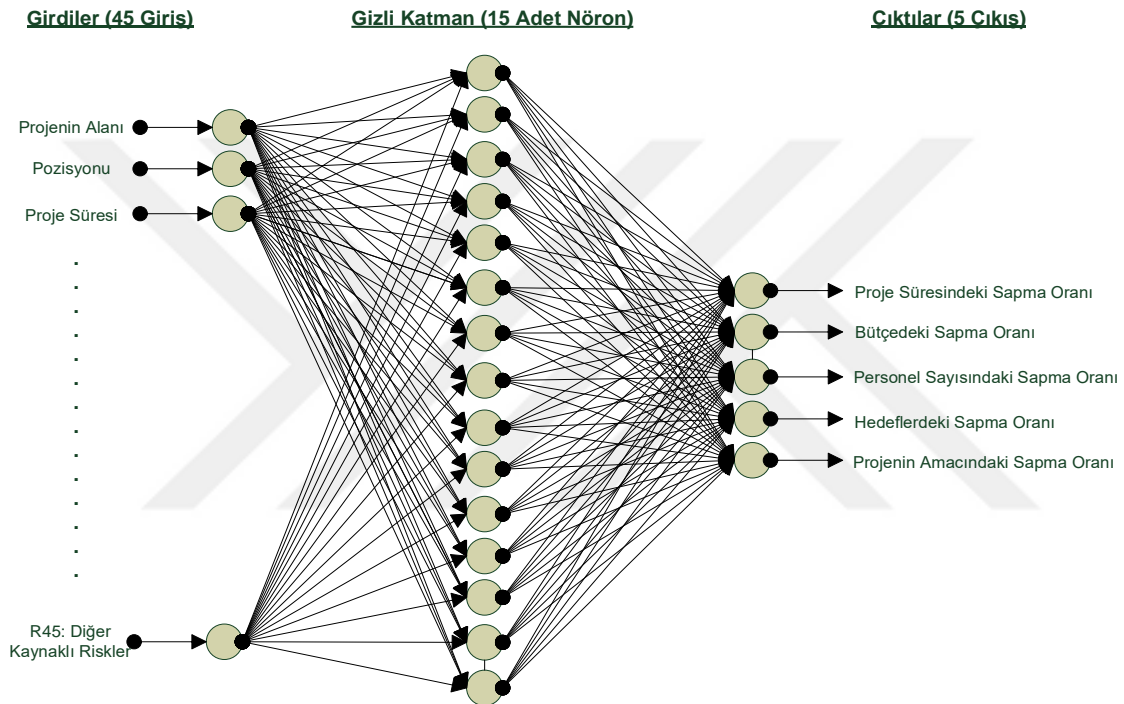 Girdiler (45 Giriş)
Gizli Katman (15 Adet Nöron)
Çıktılar (5 Çıkış)
Projenin Alanı
Pozisyonu
Proje Süresi
.
.
.
.
.
.
.
.
.
.
.
.
.
.
R45: Diğer
Kaynaklı Riskler
Proje Süresindeki Sapma Oranı
Bütçedeki Sapma Oranı
Personel Sayısındaki Sapma Oranı
Hedeflerdeki Sapma Oranı
Projenin Amacındaki Sapma Oranı